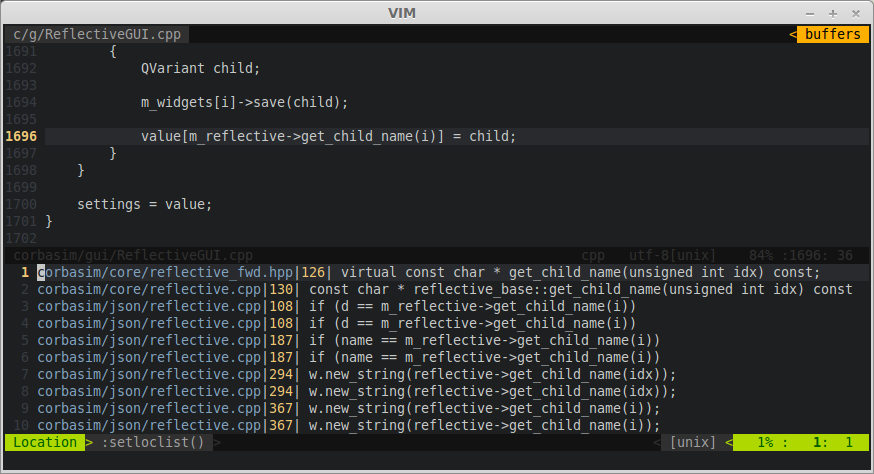 VIM
c/g/ReflectiveGUI.cpp < buffers
1691 {
1692 QVariant child;
1693
1694 m_widgets[i]->save(child);
1695
1696 value[m_reflective->get_child_name(i)] = child;
1697 }
1698 }
1699
1700 settings = value;
1701 }
1702
corbasim/gui/ReflectiveGUI.cpp cpp utf-8[unix] 84% :1696: 36
1 corbasim/core/reflective_fwd.hpp|126| virtual const char * get_child_name(unsigned int idx) const;
2 corbasim/core/reflective.cpp|130| const char * reflective_base::get_child_name(unsigned int idx) const
3 corbasim/json/reflective.cpp|108| if (d == m_reflective->get_child_name(i))
4 corbasim/json/reflective.cpp|108| if (d == m_reflective->get_child_name(i))
5 corbasim/json/reflective.cpp|187| if (name == m_reflective->get_child_name(i))
6 corbasim/json/reflective.cpp|187| if (name == m_reflective->get_child_name(i))
7 corbasim/json/reflective.cpp|294| w.new_string(reflective->get_child_name(idx));
8 corbasim/json/reflective.cpp|294| w.new_string(reflective->get_child_name(idx));
9 corbasim/json/reflective.cpp|367| w.new_string(reflective->get_child_name(i));
10 corbasim/json/reflective.cpp|367| w.new_string(reflective->get_child_name(i));
Location > :setloclist() > < [unix] < 1% : 1: 1